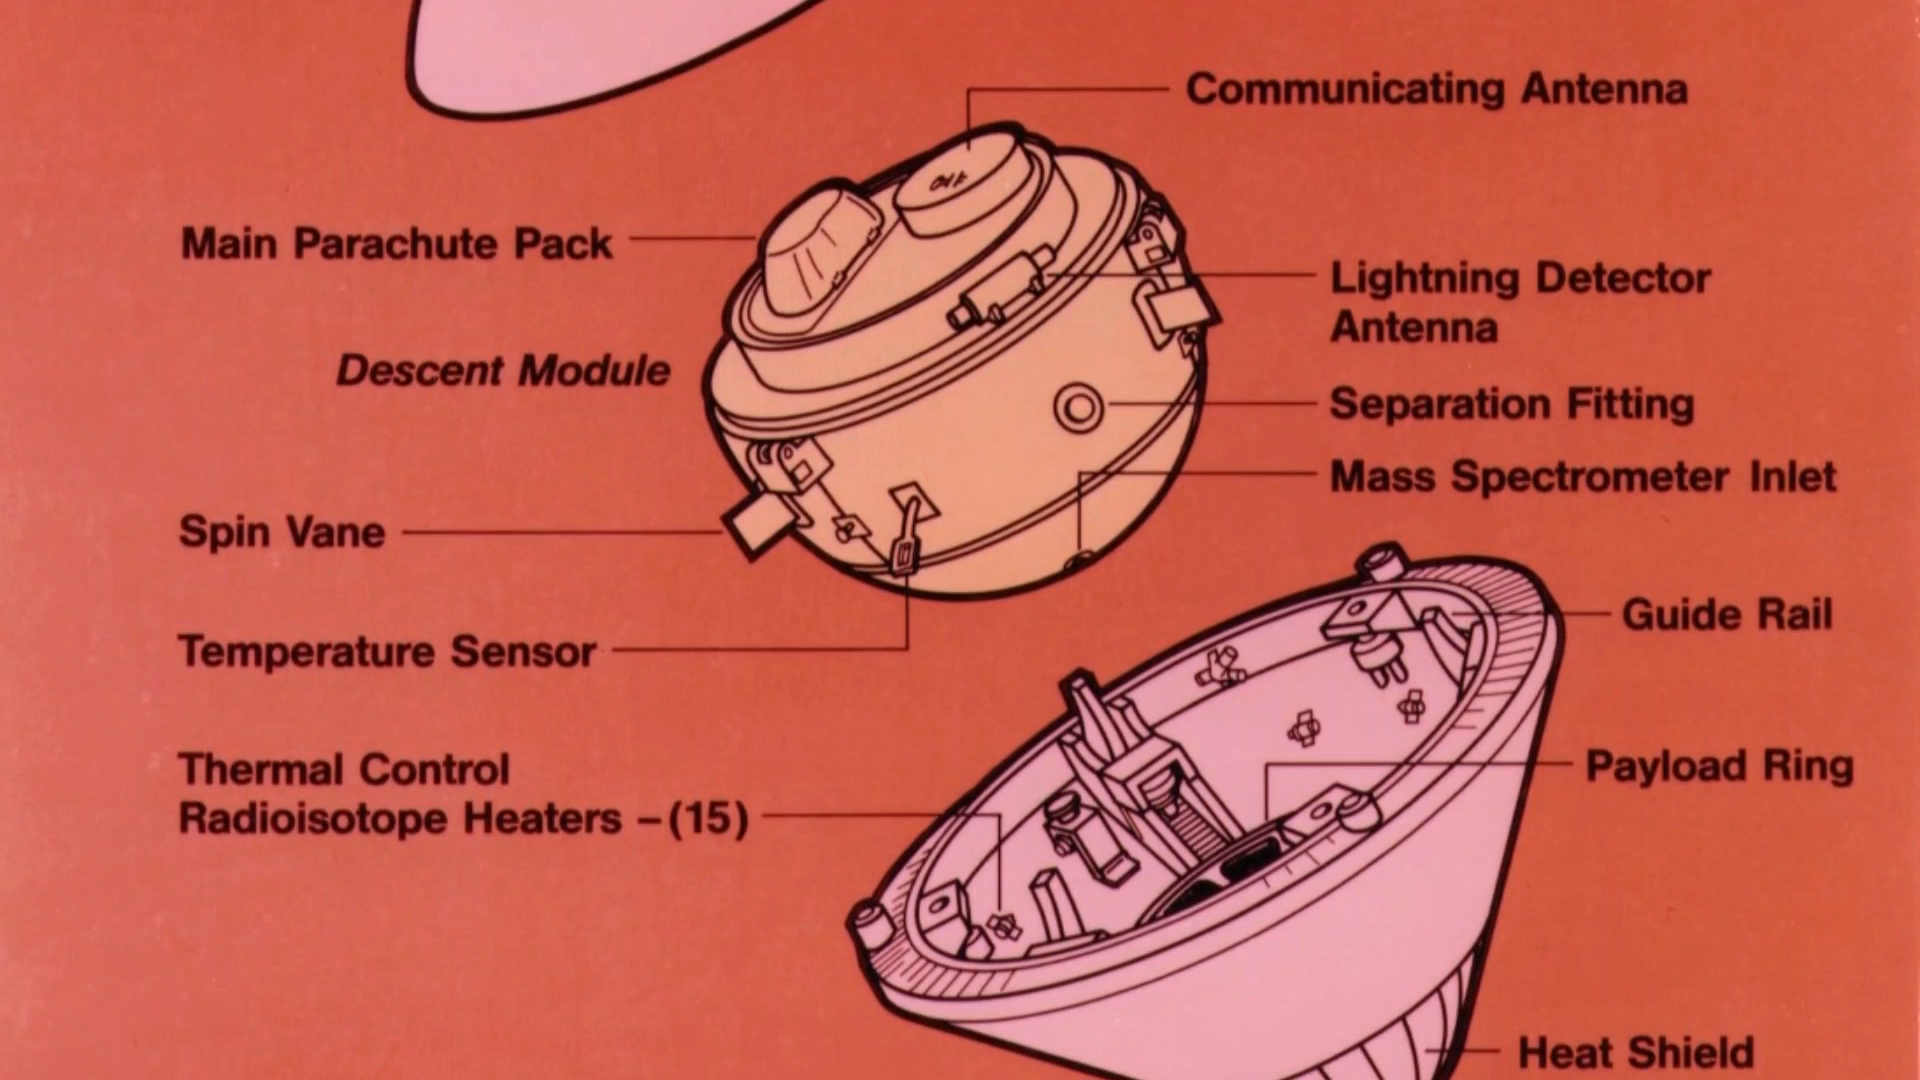 Communicating Antenna
Main Parachute Pack
Lightning Detector
Antenna
Descent Module
Separation Fitting
Mass Spectrometer Inlet
Spin Vane
Guide Rail
Temperature Sensor
Thermal Control
Radioisotope Heaters – (15)
Payload Ring
Heat Shield